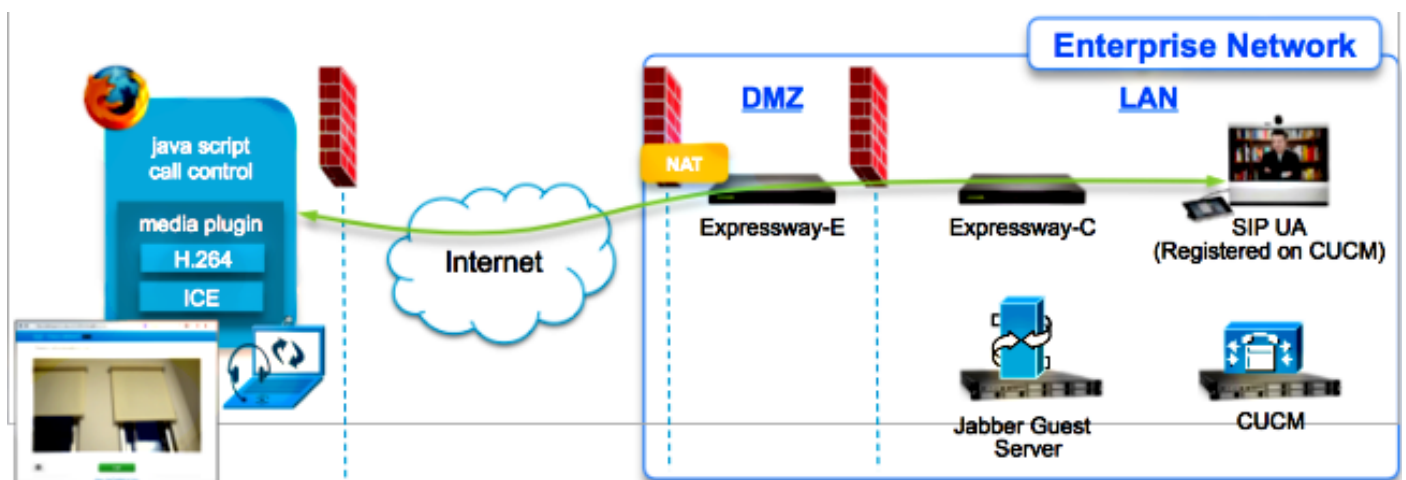 Enterprise Network
DMZ
LAN
java script
call control
media plugin
H.264
ICE
Internet
NAT
Expressway-E
Expressway-C
SIP UA
(Registered on CUCM)
Jabber Guest
Server
CUCM